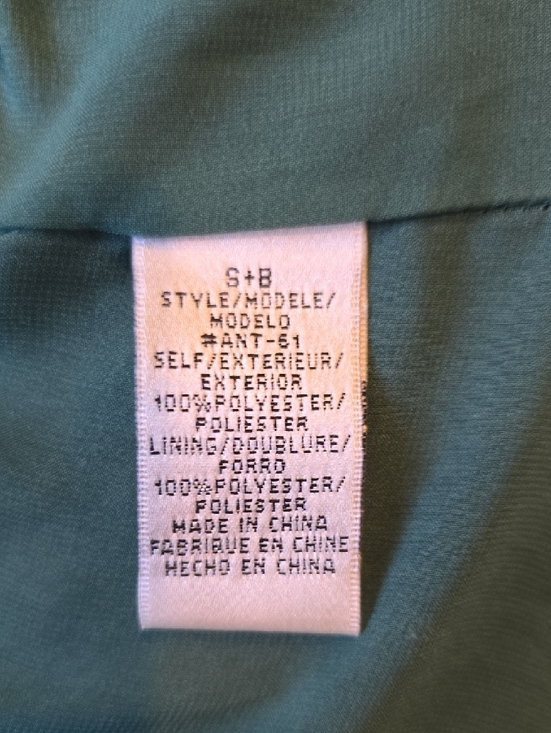 S+B
STYLE/MODELE/
MODELO
#ANT-61
SELF/EXTERIEUR/
EXTERIOR
100%POLYESTER/
POLIESTER
LINING/DOUBLURE/
FORRO
100%POLYESTER/
POLIESTER
MADE IN CHINA
FABRIQUE EN CHINE
HECHO EN CHINA